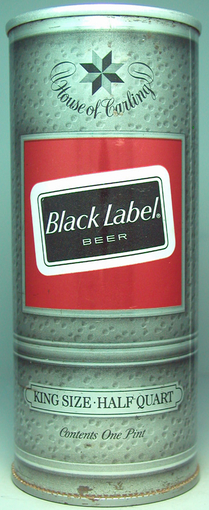 House of Carling
Black Label®
BEER
KING SIZE · HALF QUART
Contents One Pint